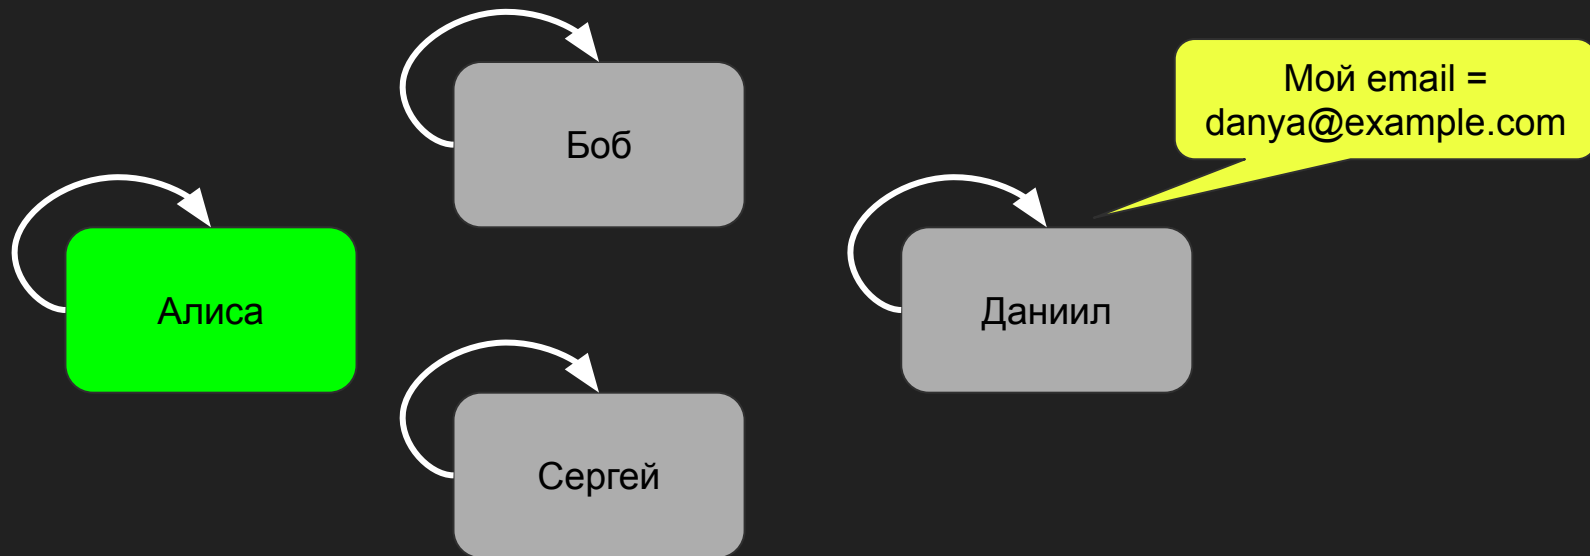 Мой email =
danya@example.com
Боб
Алиса
Даниил
Сергей